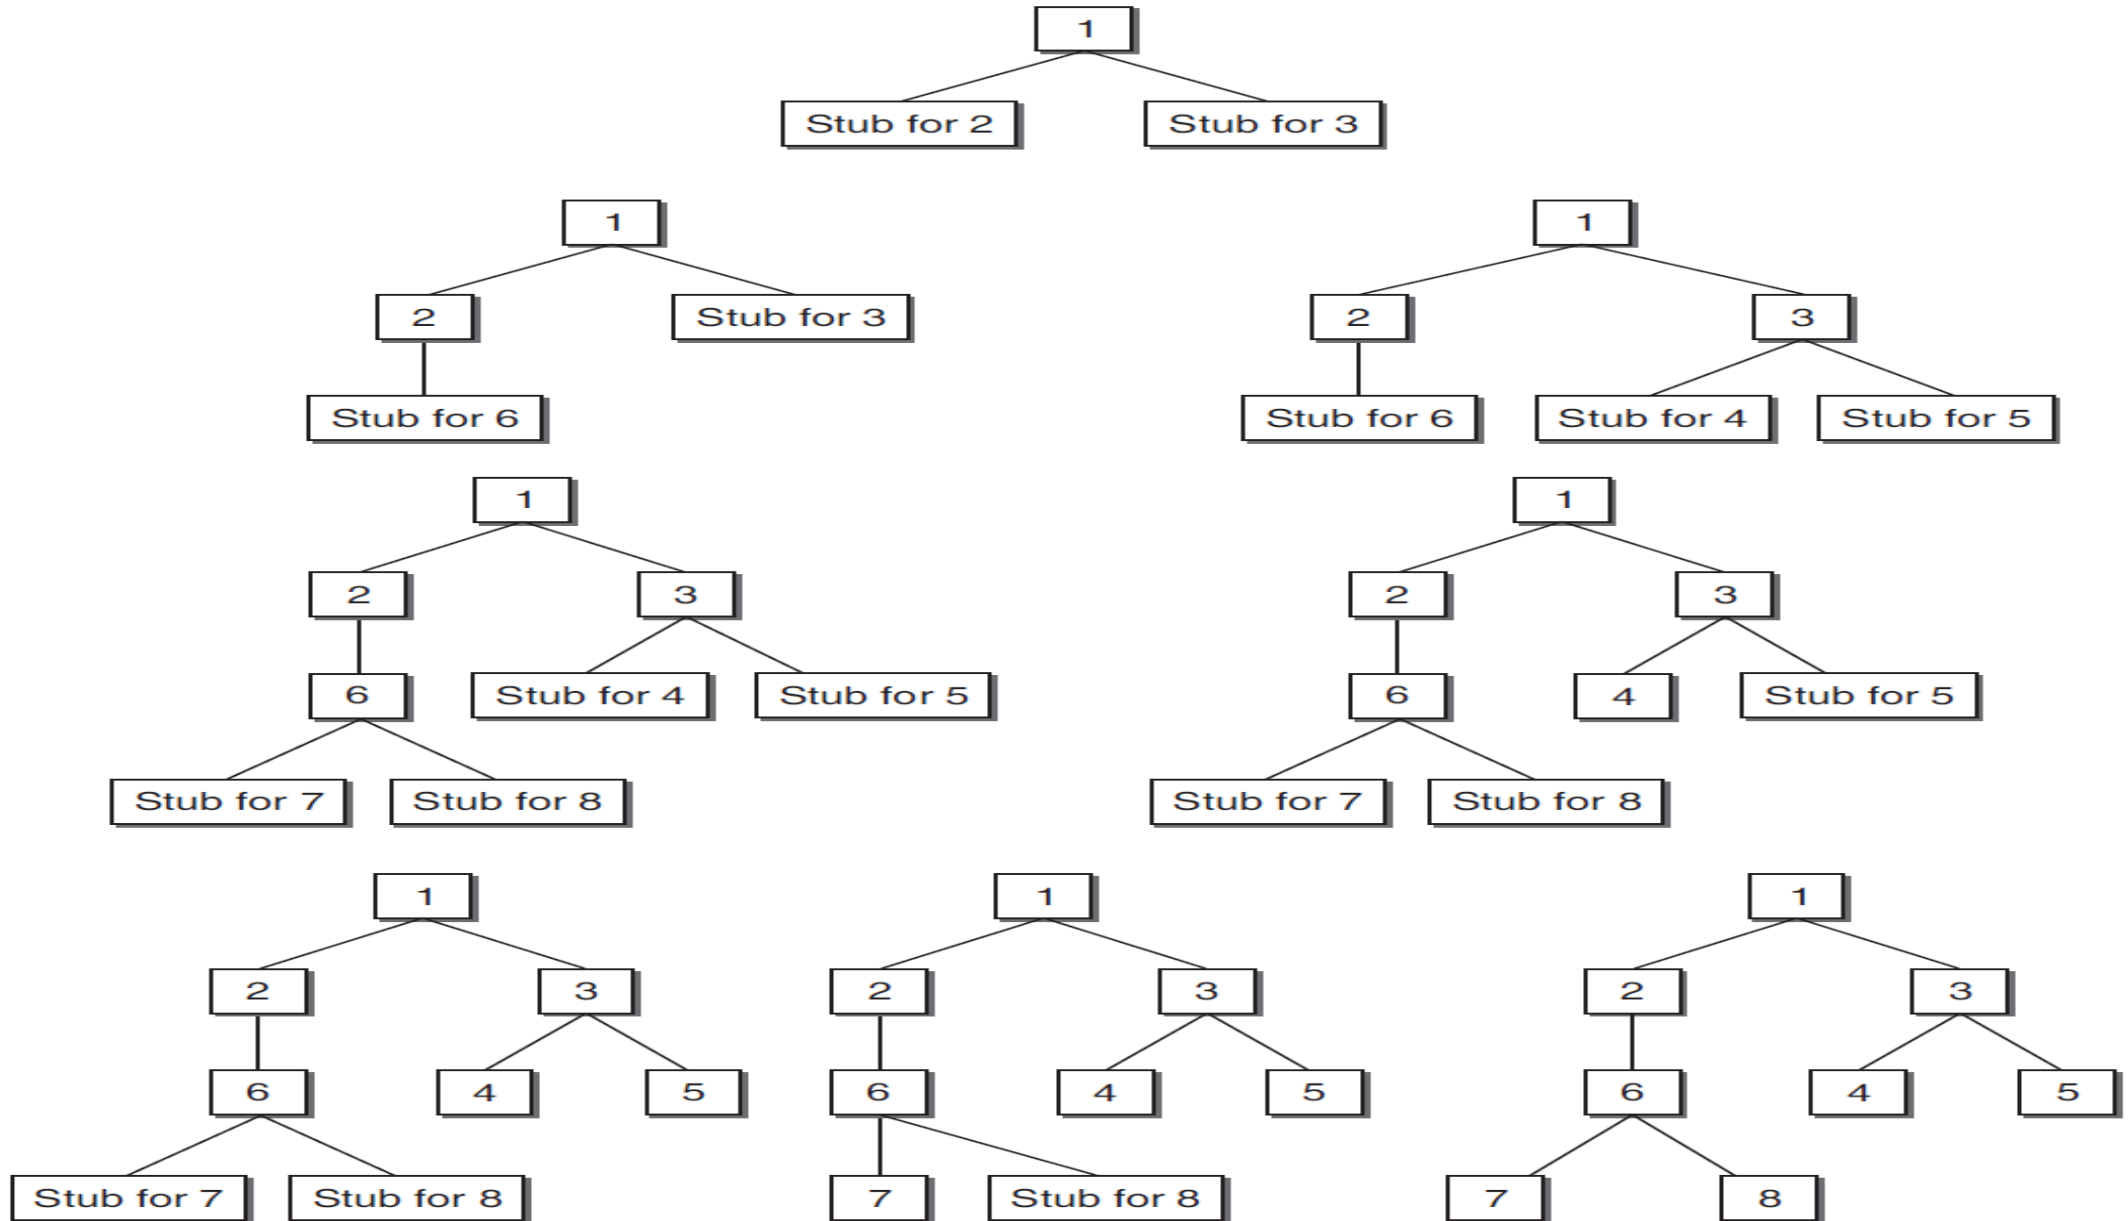 1
Stub for 2 Stub for 3
1 1
2 Stub for 3 2 3
Stub for 6 Stub for 6 Stub for 4 Stub for 5
1 1
2 3 2 3
6 Stub for 4 Stub for 5 6 4 Stub for 5
Stub for 7 Stub for 8 Stub for 7 Stub for 8
1 1 1
2 3 2 3 2 3
6 4 5 6 4 5 6 4 5
Stub for 7 Stub for 8 7 Stub for 8 7 8